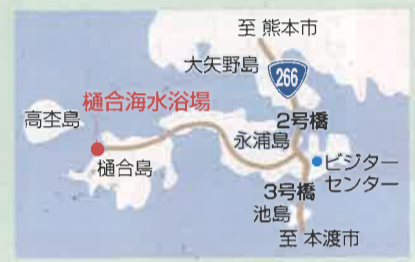 至 熊本市
大矢野島
266
樋合海水浴場
高杢島
2号橋
永浦島
樋合島
ビジター
センター
3号橋
池島
至 本渡市